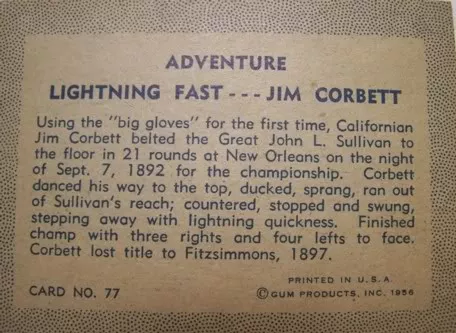 ADVENTURE
LIGHTNING FAST --- JIM CORBETT
Using the "big gloves" for the first time, Californian
Jim Corbett belted the Great John L. Sullivan to
the floor in 21 rounds at New Orleans on the night
of Sept. 7, 1892 for the championship. Corbett
danced his way to the top, ducked, sprang, ran out
of Sullivan's reach; countered, stopped and swung,
stepping away with lightning quickness. Finished
champ with three rights and four lefts to face.
Corbett lost title to Fitzsimmons, 1897.
PRINTED IN U.S.A.
CARD NO. 77 © GUM PRODUCTS, INC. 1956